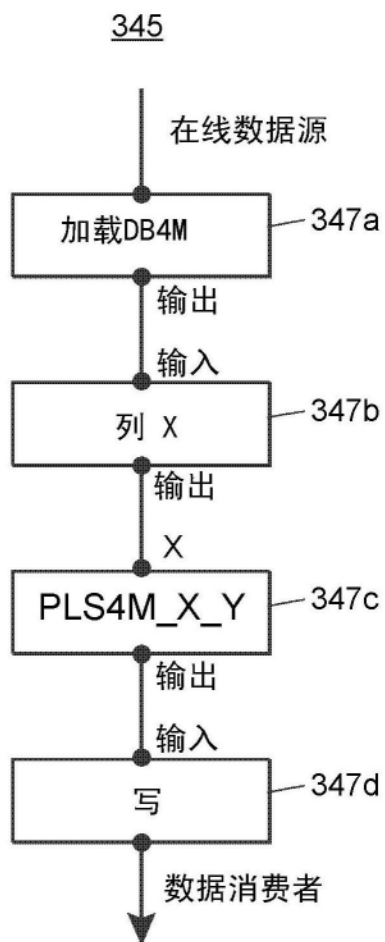 345
在线数据源
加载DB4M
347a
输出
输入
列 X
347b
输出
X
PLS4M_X_Y
347c
输出
输入
写
347d
数据消费者